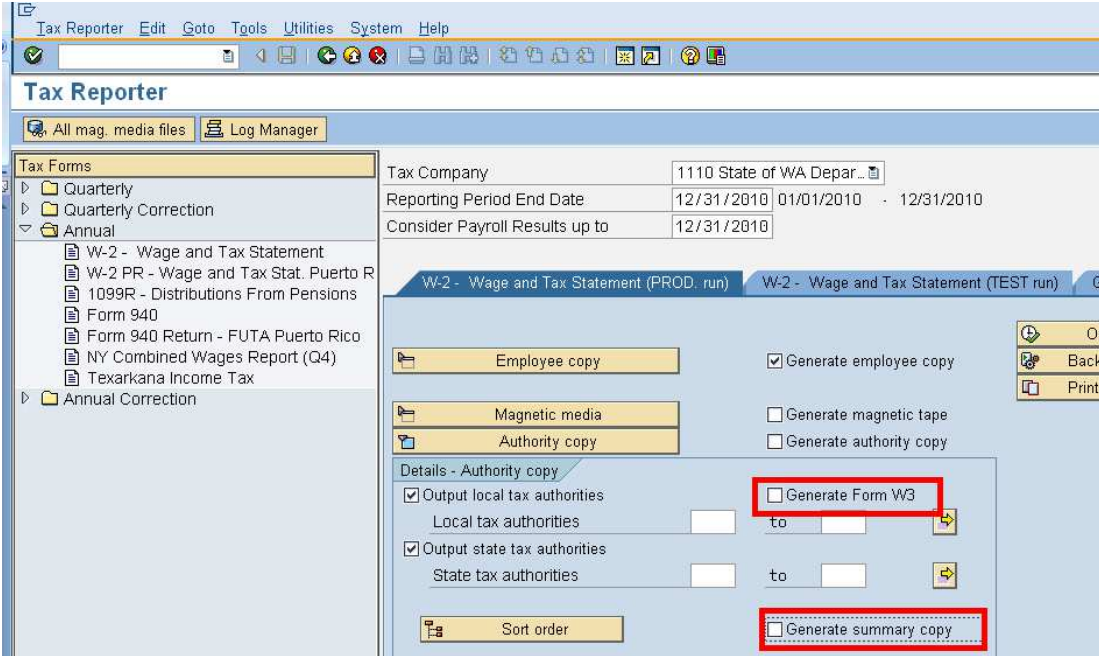 Tax Reporter Edit Goto Tools Utilities System Help
Tax Reporter
All mag. media files Log Manager
Tax Forms
Quarterly
Quarterly Correction
Annual
W-2 - Wage and Tax Statement
W-2 PR - Wage and Tax Stat. Puerto R
1099R - Distributions From Pensions
Form 940
Form 940 Return - FUTA Puerto Rico
NY Combined Wages Report (Q4)
Texarkana Income Tax
Annual Correction
Tax Company 1110 State of WA Depar...
Reporting Period End Date 12/31/2010 01/01/2010 - 12/31/2010
Consider Payroll Results up to 12/31/2010
W-2 - Wage and Tax Statement (PROD. run) W-2 - Wage and Tax Statement (TEST run)
Employee copy Generate employee copy
Back
Print
Magnetic media Generate magnetic tape
Authority copy Generate authority copy
Details - Authority copy
Output local tax authorities Generate Form W3
Local tax authorities to
Output state tax authorities
State tax authorities to
Sort order Generate summary copy